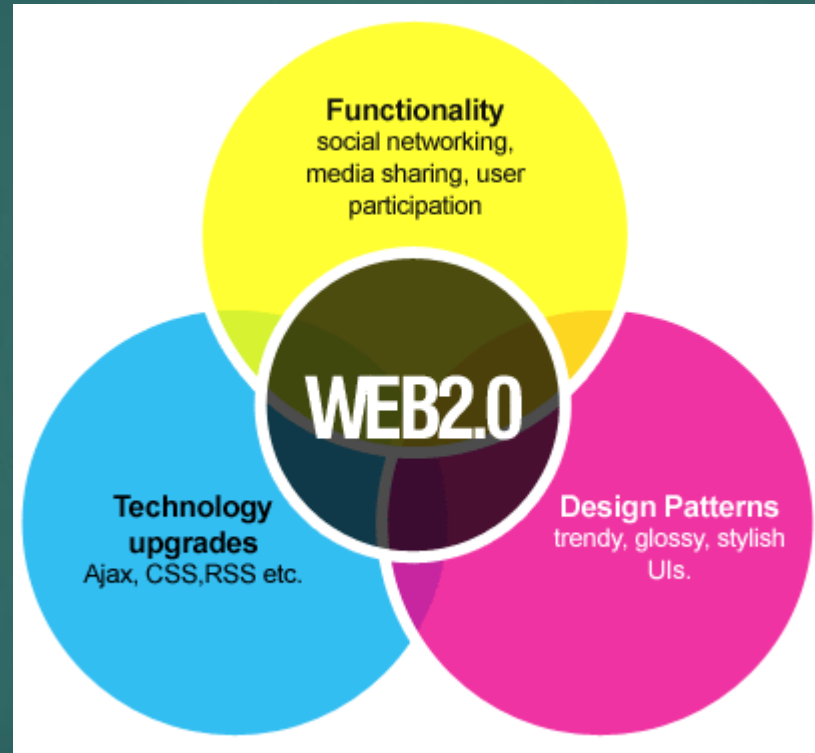 Functionality
social networking,
media sharing, user
participation
WEB2.0
Technology
upgrades
Ajax, CSS,RSS etc.
Design Patterns
trendy, glossy, stylish
UIs.